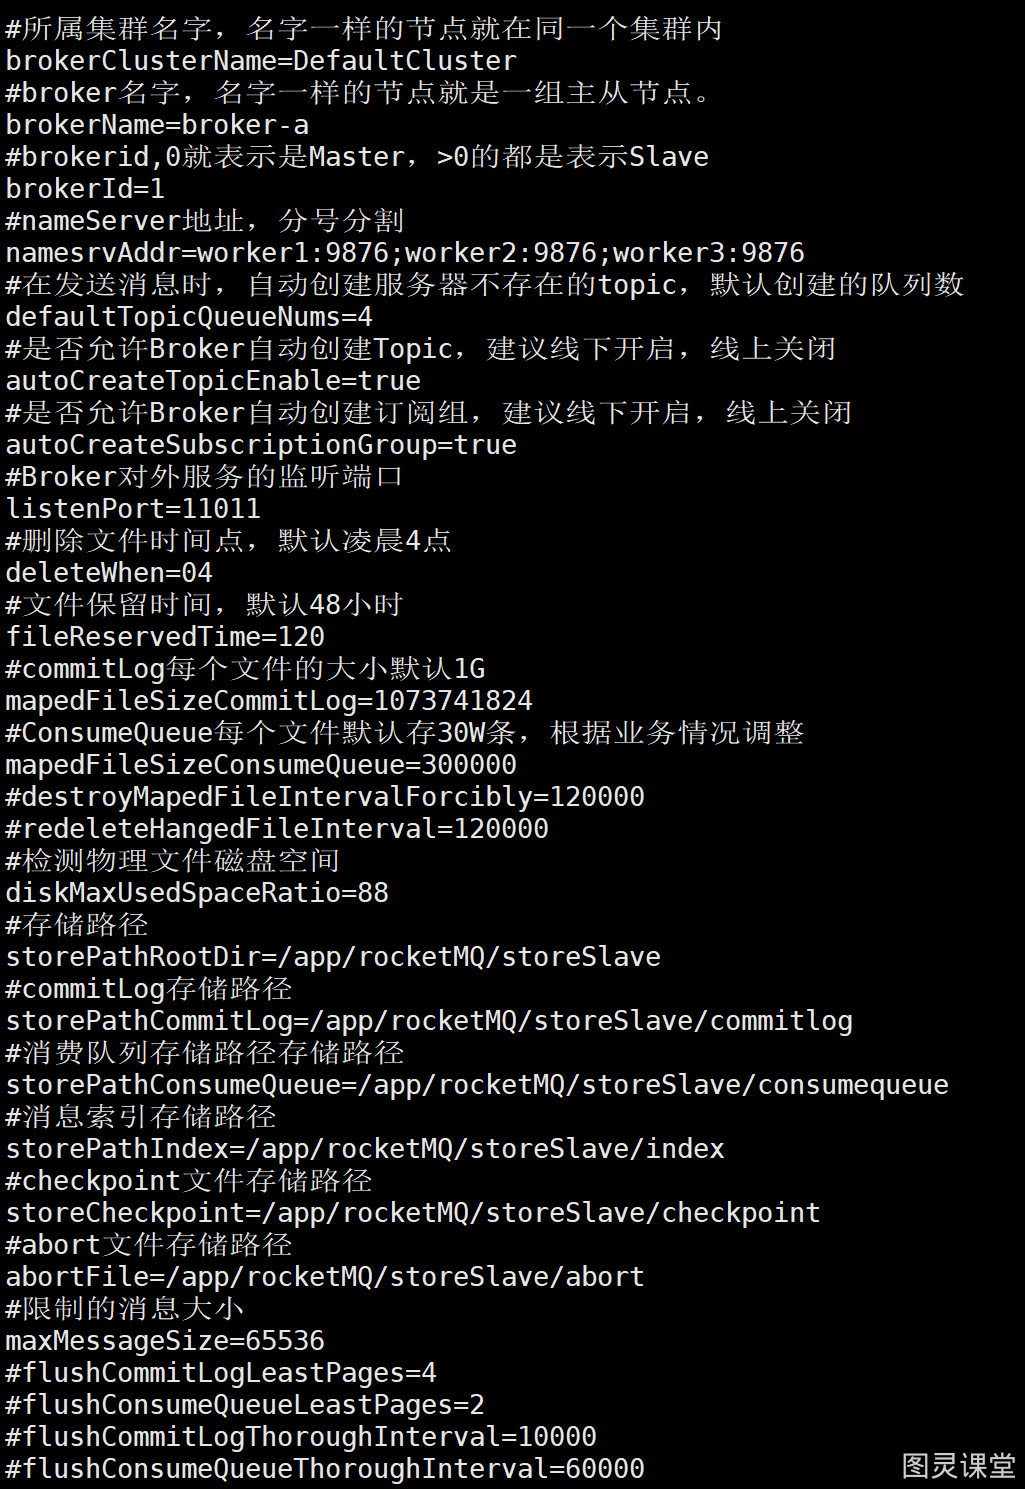 #所属集群名字，名字一样的节点就在同一个集群内
brokerClusterName=DefaultCluster
#broker名字，名字一样的节点就是一组主从节点。
brokerName=broker-a
#brokerid,0就表示是Master，>0的都是表示Slave
brokerId=1
#nameServer地址，分号分割
namesrvAddr=worker1:9876;worker2:9876;worker3:9876
#在发送消息时，自动创建服务器不存在的topic，默认创建的队列数
defaultTopicQueueNums=4
#是否允许Broker自动创建Topic，建议线下开启，线上关闭
autoCreateTopicEnable=true
#是否允许Broker自动创建订阅组，建议线下开启，线上关闭
autoCreateSubscriptionGroup=true
#Broker对外服务的监听端口
listenPort=11011
#删除文件时间点，默认凌晨4点
deleteWhen=04
#文件保留时间，默认48小时
fileReservedTime=120
#commitLog每个文件的大小默认1G
mapedFileSizeCommitLog=1073741824
#ConsumeQueue每个文件默认存30W条，根据业务情况调整
mapedFileSizeConsumeQueue=300000
#destroyMapedFileIntervalForcibly=120000
#redeleteHangedFileInterval=120000
#检测物理文件磁盘空间
diskMaxUsedSpaceRatio=88
#存储路径
storePathRootDir=/app/rocketMQ/storeSlave
#commitLog存储路径
storePathCommitLog=/app/rocketMQ/storeSlave/commitlog
#消费队列存储路径存储路径
storePathConsumeQueue=/app/rocketMQ/storeSlave/consumequeue
#消息索引存储路径
storePathIndex=/app/rocketMQ/storeSlave/index
#checkpoint文件存储路径
storeCheckpoint=/app/rocketMQ/storeSlave/checkpoint
#abort文件存储路径
abortFile=/app/rocketMQ/storeSlave/abort
#限制的消息大小
maxMessageSize=65536
#flushCommitLogLeastPages=4
#flushConsumeQueueLeastPages=2
#flushCommitLogThoroughInterval=10000
#flushConsumeQueueThoroughInterval=60000
图灵课堂